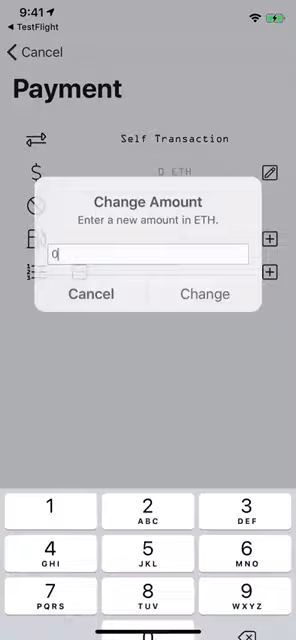 9:41
TestFlight
Cancel
Payment
Self Transaction
$
0 ETH
Change Amount
Enter a new amount in ETH.
0
Cancel
Change
1
2
ABC
3
DEF
4
GHI
5
JKL
6
MNO
7
PQRS
8
TUV
9
WXYZ
0